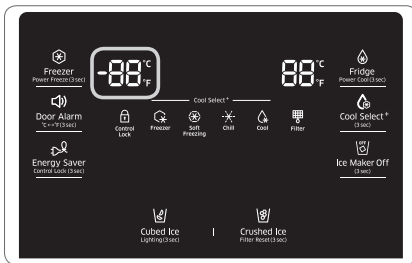 Freezer
Power Freeze (3 sec)
-88 °C
°F
88 °C
°F
Fridge
Power Cool (3 sec)
Cool Select+
Door Alarm
°C↔°F(3 sec)
Control
Lock
Freezer
Soft
Freezing
Chill
Cool
Filter
Cool Select+
(3 sec)
Energy Saver
Control Lock (3 sec)
OFF
Ice Maker Off
(3 sec)
Cubed Ice
Lighting (3 sec)
|
Crushed Ice
Filter Reset (3 sec)